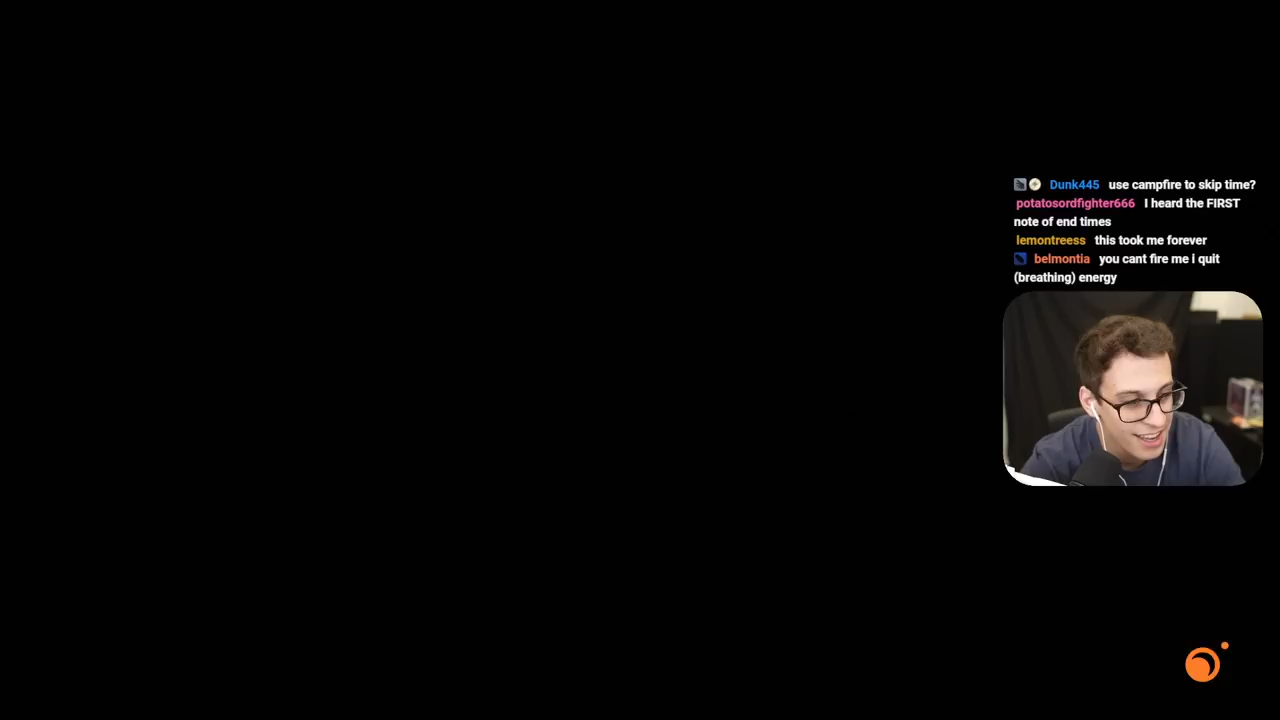 Dunk445 use campfire to skip time?
potatosordfighter666 I heard the FIRST
note of end times
lemontreess this took me forever
belmontia you cant fire me i quit
(breathing) energy